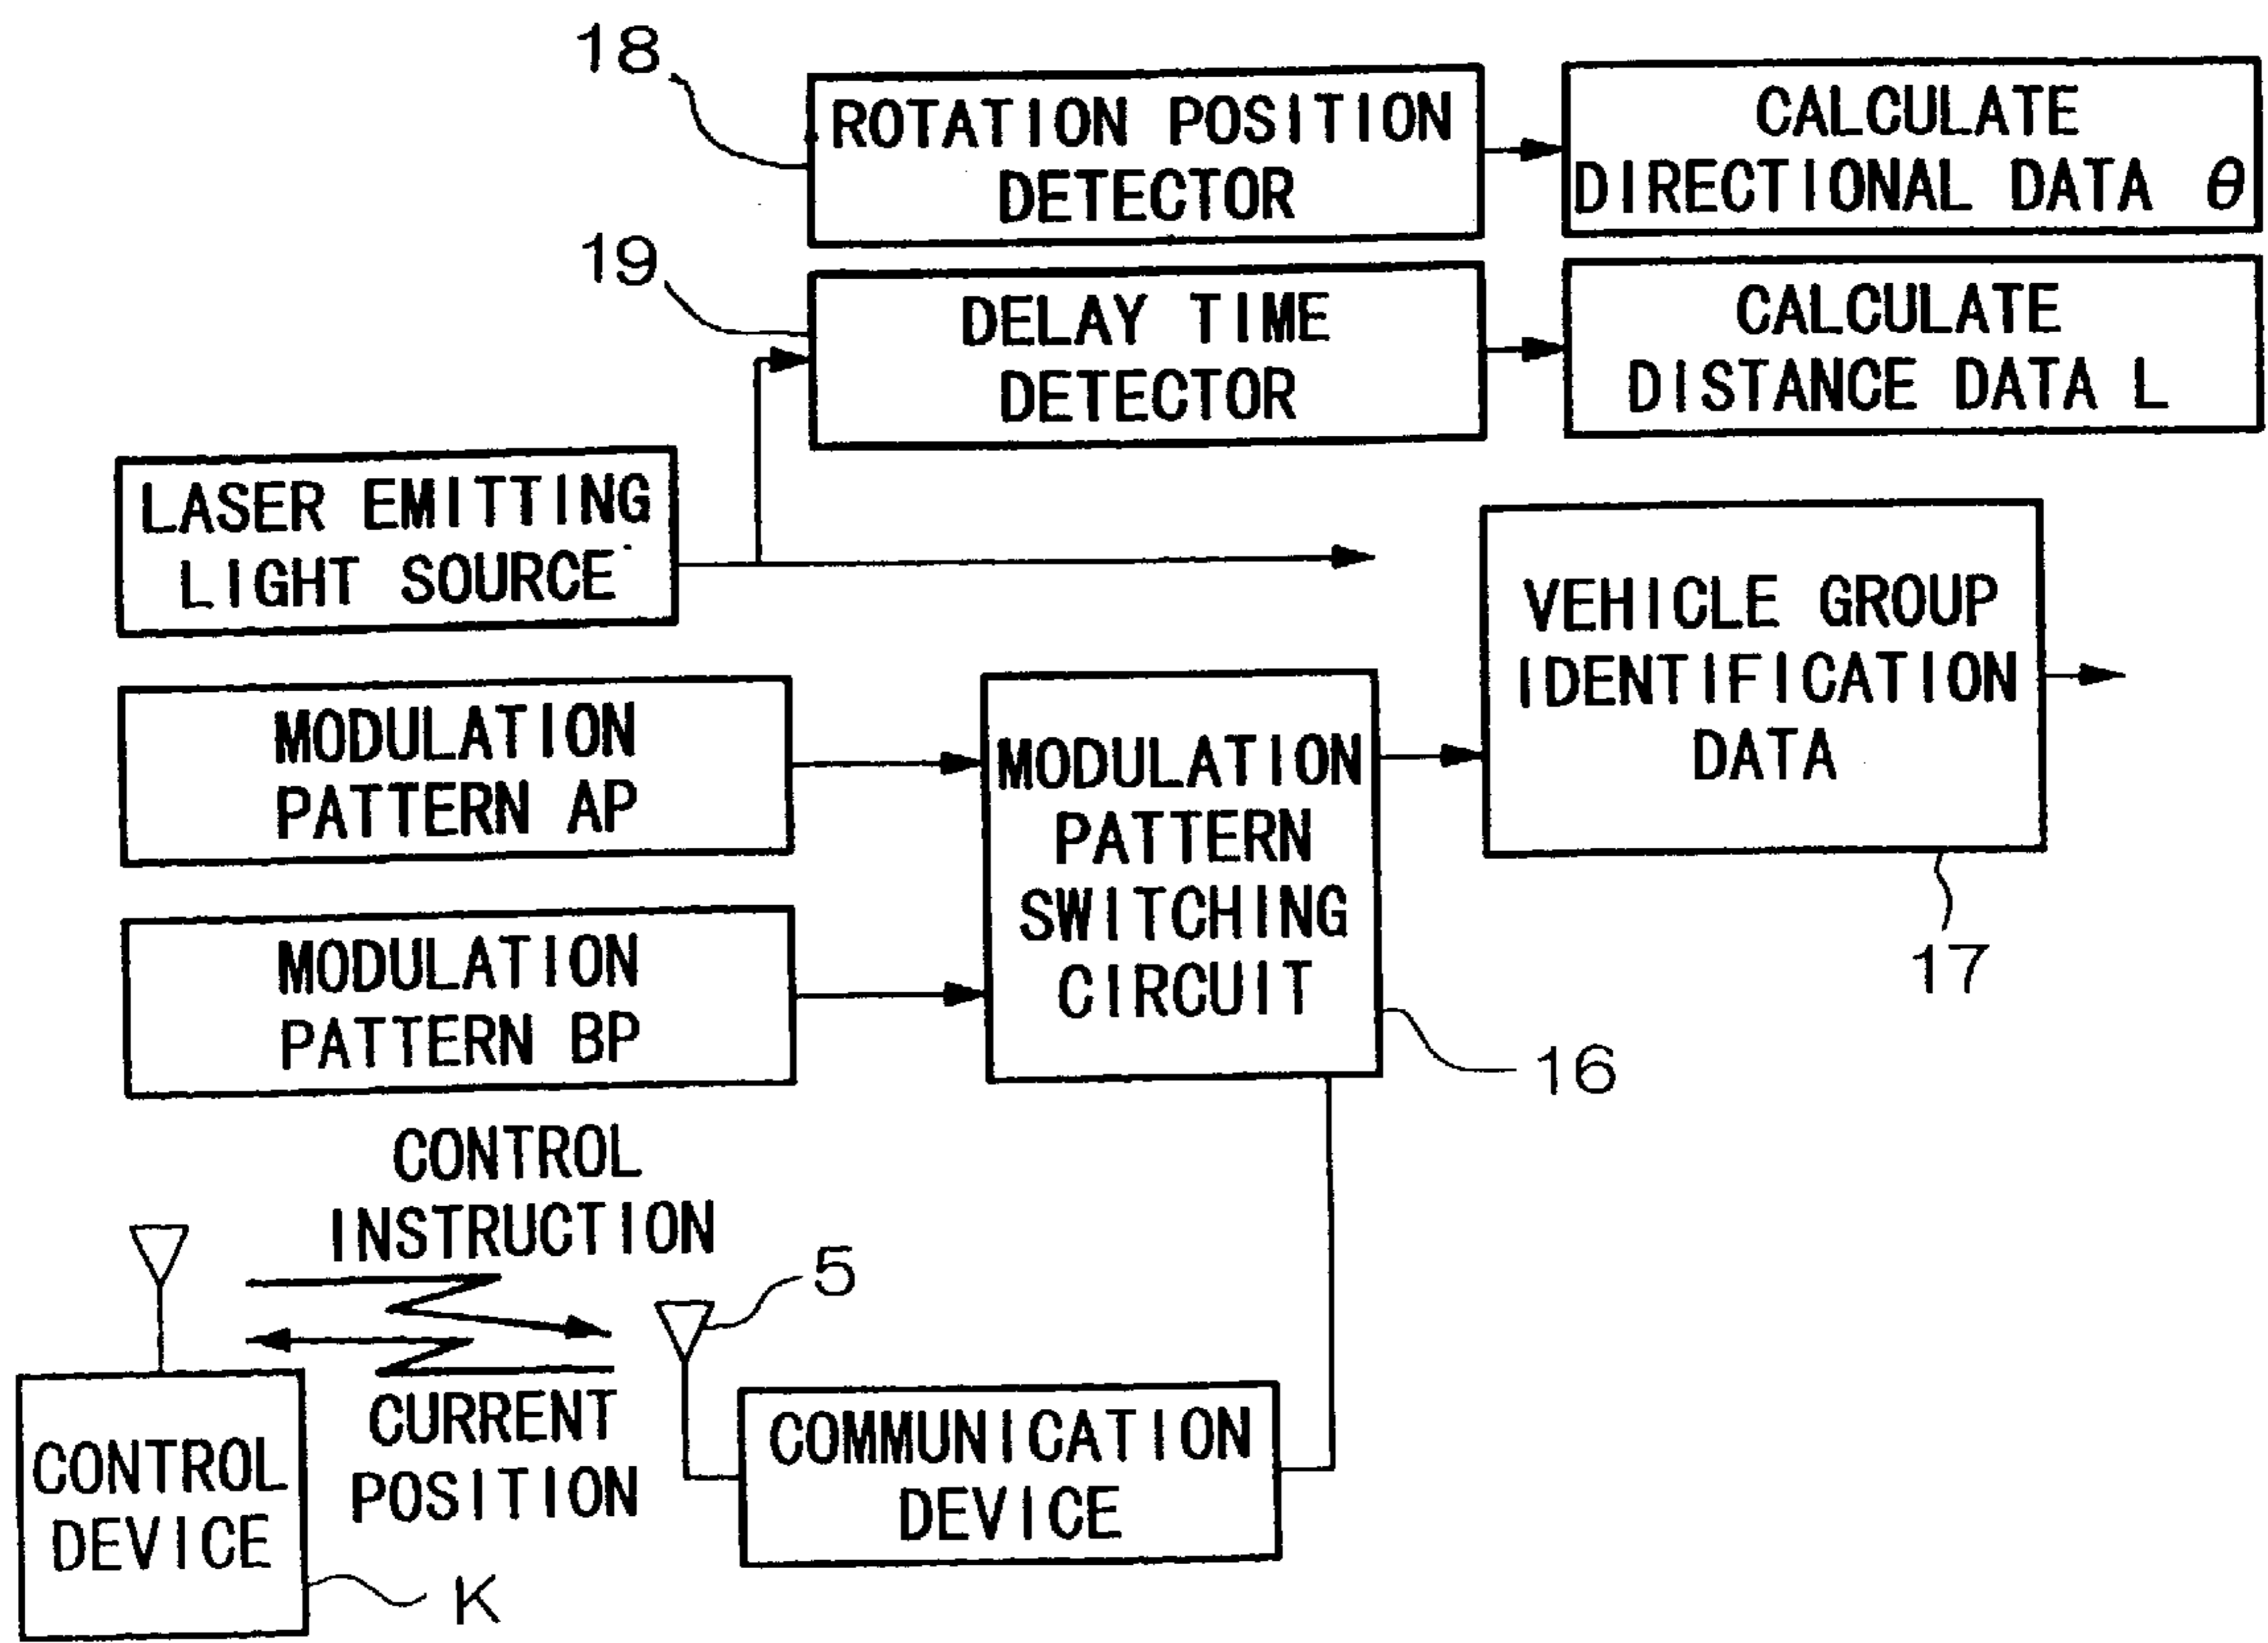 18
ROTATION POSITION
DETECTOR
CALCULATE
DIRECTIONAL DATA θ
19
DELAY TIME
DETECTOR
CALCULATE
DISTANCE DATA L
LASER EMITTING
LIGHT SOURCE
VEHICLE GROUP
IDENTIFICATION
DATA
17
MODULATION
PATTERN AP
MODULATION
PATTERN
SWITCHING
CIRCUIT
16
MODULATION
PATTERN BP
CONTROL
INSTRUCTION
5
CURRENT
POSITION
CONTROL
DEVICE
K
COMMUNICATION
DEVICE